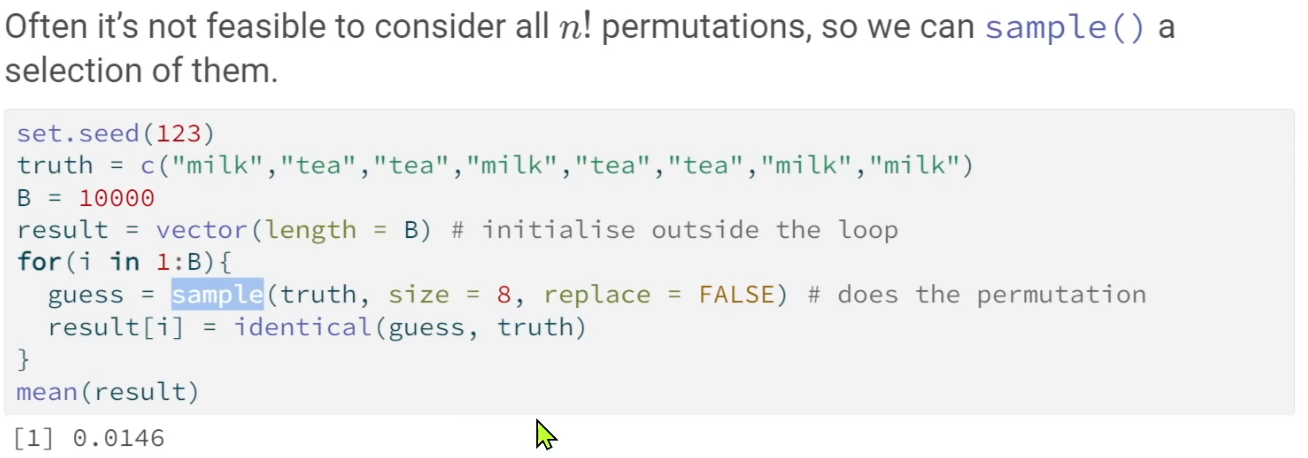 Often it's not feasible to consider all n! permutations, so we can sample() a
selection of them.
set.seed(123)
truth = c("milk","tea","tea","milk","tea","tea","milk","milk")
B = 10000
result = vector(length = B) # initialise outside the loop
for(i in 1:B){
  guess = sample(truth, size = 8, replace = FALSE) # does the permutation
  result[i] = identical(guess, truth)
}
mean(result)
[1] 0.0146